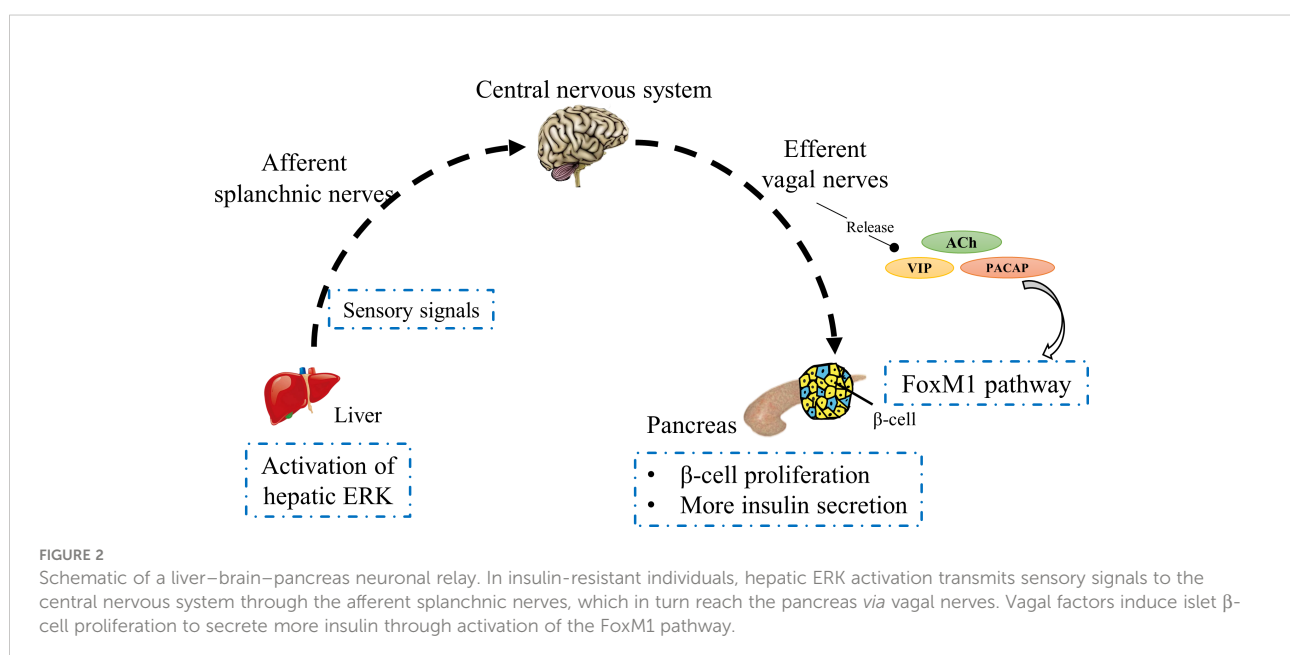 Central nervous system
Afferent
splanchnic nerves
Efferent
vagal nerves
Release
ACh
VIP
PACAP
Sensory signals
FoxM1 pathway
Liver
Pancreas
β-cell
Activation of
hepatic ERK
• β-cell proliferation
• More insulin secretion
FIGURE 2
Schematic of a liver–brain–pancreas neuronal relay. In insulin-resistant individuals, hepatic ERK activation transmits sensory signals to the
central nervous system through the afferent splanchnic nerves, which in turn reach the pancreas via vagal nerves. Vagal factors induce islet β-
cell proliferation to secrete more insulin through activation of the FoxM1 pathway.